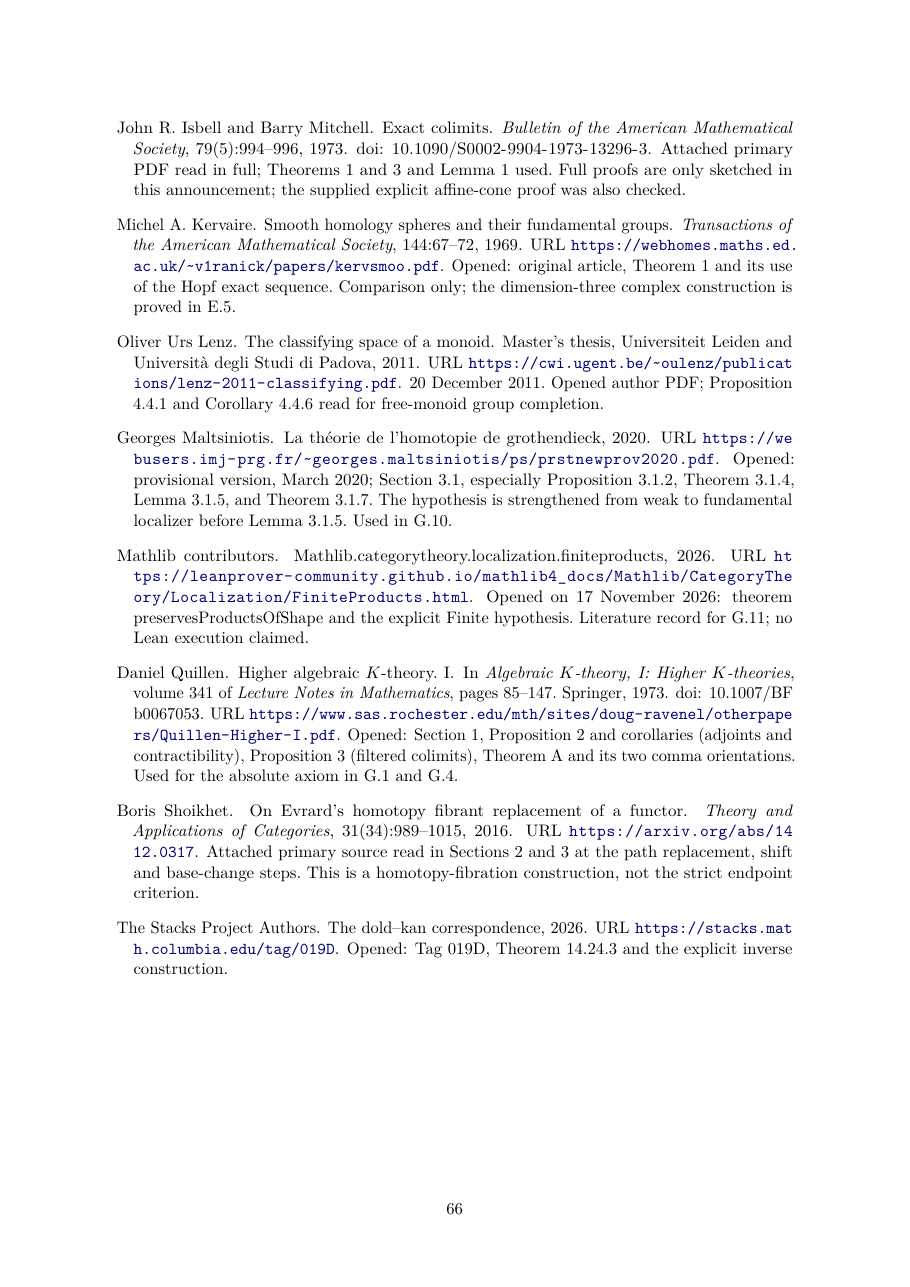 John R. Isbell and Barry Mitchell. Exact colimits. Bulletin of the American Mathematical
Society, 79(5):994–996, 1973. doi: 10.1090/S0002-9904-1973-13296-3. Attached primary
PDF read in full; Theorems 1 and 3 and Lemma 1 used. Full proofs are only sketched in
this announcement; the supplied explicit affine-cone proof was also checked.
Michel A. Kervaire. Smooth homology spheres and their fundamental groups. Transactions of
the American Mathematical Society, 144:67–72, 1969. URL https://webhomes.maths.ed.
ac.uk/~v1ranick/papers/kervsmoo.pdf. Opened: original article, Theorem 1 and its use
of the Hopf exact sequence. Comparison only; the dimension-three complex construction is
proved in E.5.
Oliver Urs Lenz. The classifying space of a monoid. Master's thesis, Universiteit Leiden and
Università degli Studi di Padova, 2011. URL https://cwi.ugent.be/~oulenz/publicat
ions/lenz-2011-classifying.pdf. 20 December 2011. Opened author PDF; Proposition
4.4.1 and Corollary 4.4.6 read for free-monoid group completion.
Georges Maltsiniotis. La théorie de l'homotopie de grothendieck, 2020. URL https://we
busers.imj-prg.fr/~georges.maltsiniotis/ps/prstnewprov2020.pdf. Opened:
provisional version, March 2020; Section 3.1, especially Proposition 3.1.2, Theorem 3.1.4,
Lemma 3.1.5, and Theorem 3.1.7. The hypothesis is strengthened from weak to fundamental
localizer before Lemma 3.1.5. Used in G.10.
Mathlib contributors. Mathlib.categorytheory.localization.finiteproducts, 2026. URL ht
tps://leanprover-community.github.io/mathlib4_docs/Mathlib/CategoryThe
ory/Localization/FiniteProducts.html. Opened on 17 November 2026: theorem
preservesProductsOfShape and the explicit Finite hypothesis. Literature record for G.11; no
Lean execution claimed.
Daniel Quillen. Higher algebraic K-theory. I. In Algebraic K-theory, I: Higher K-theories,
volume 341 of Lecture Notes in Mathematics, pages 85–147. Springer, 1973. doi: 10.1007/BF
b0067053. URL https://www.sas.rochester.edu/mth/sites/doug-ravenel/otherpape
rs/Quillen-Higher-I.pdf. Opened: Section 1, Proposition 2 and corollaries (adjoints and
contractibility), Proposition 3 (filtered colimits), Theorem A and its two comma orientations.
Used for the absolute axiom in G.1 and G.4.
Boris Shoikhet. On Evrard's homotopy fibrant replacement of a functor. Theory and
Applications of Categories, 31(34):989–1015, 2016. URL https://arxiv.org/abs/14
12.0317. Attached primary source read in Sections 2 and 3 at the path replacement, shift
and base-change steps. This is a homotopy-fibration construction, not the strict endpoint
criterion.
The Stacks Project Authors. The dold–kan correspondence, 2026. URL https://stacks.mat
h.columbia.edu/tag/019D. Opened: Tag 019D, Theorem 14.24.3 and the explicit inverse
construction.
66